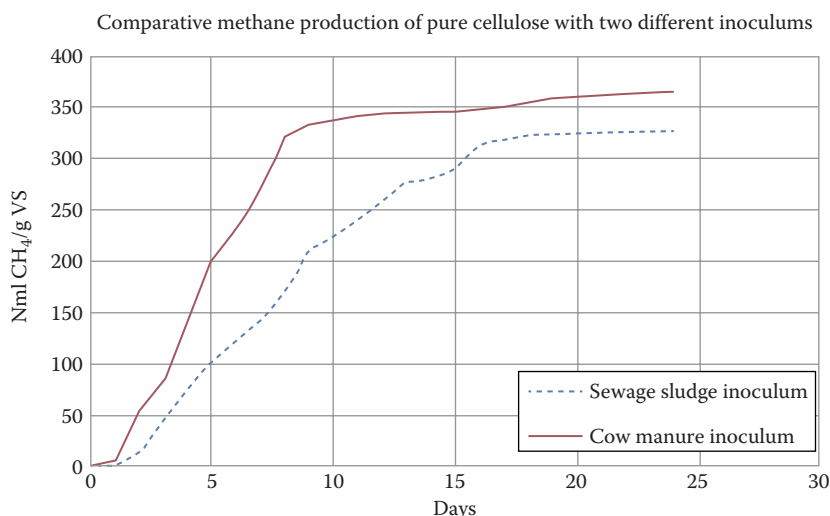 Comparative methane production of pure cellulose with two different inoculums
400
350
300
250
200
150
100
50
0
Nml CH₄/g VS
0 5 10 15 20 25 30
Days
Sewage sludge inoculum
Cow manure inoculum